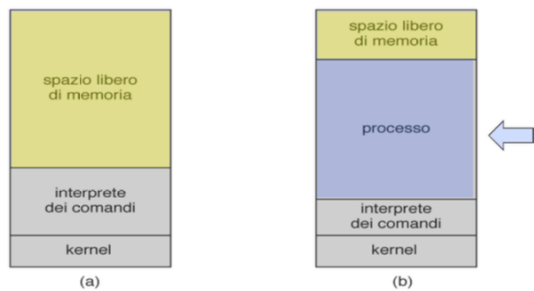 spazio libero
di memoria
interprete
dei comandi
kernel
(a)
spazio libero
di memoria
processo
interprete
dei comandi
kernel
(b)